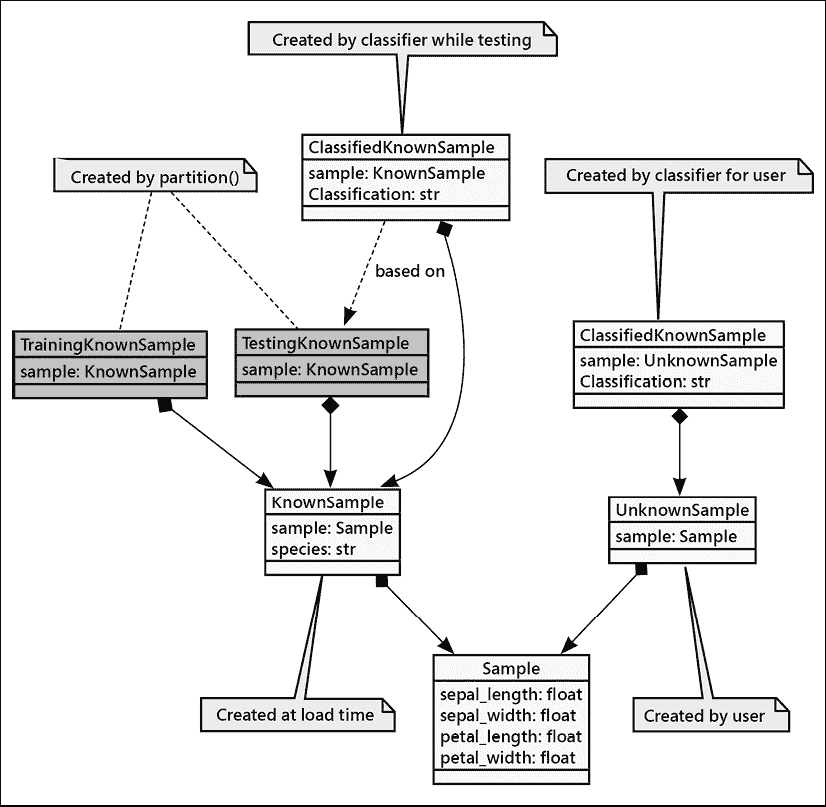 Created by classifier while testing
ClassifiedKnownSample
sample: KnownSample
Classification: str
Created by partition()
Created by classifier for user
based on
TrainingKnownSample
sample: KnownSample
TestingKnownSample
sample: KnownSample
ClassifiedKnownSample
sample: UnknownSample
Classification: str
KnownSample
sample: Sample
species: str
UnknownSample
sample: Sample
Sample
sepal_length: float
sepal_width: float
petal_length: float
petal_width: float
Created at load time
Created by user